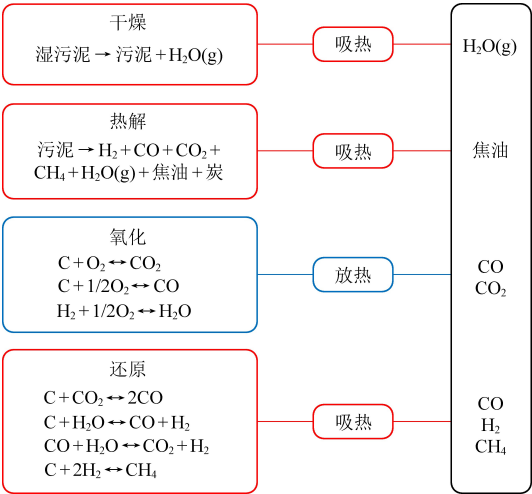 干燥
湿污泥→污泥+H₂O(g)
吸热
H₂O(g)
热解
污泥→H₂+CO+CO₂+
CH₄+H₂O(g)+焦油+炭
吸热
焦油
氧化
C+O₂↔CO₂
C+1/2O₂↔CO
H₂+1/2O₂↔H₂O
放热
CO
CO₂
还原
C+CO₂↔2CO
C+H₂O↔CO+H₂
CO+H₂O↔CO₂+H₂
C+2H₂↔CH₄
吸热
CO
H₂
CH₄